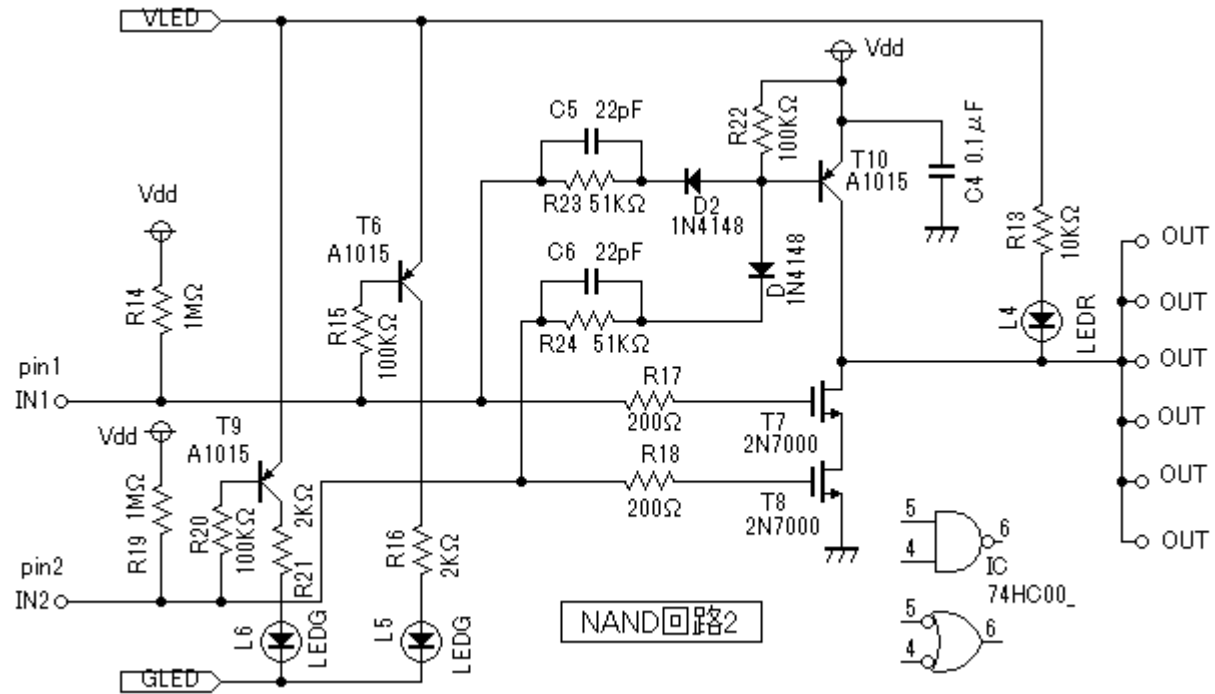 VLED
Vdd
C5 22pF
R22
100KΩ
T10
A1015
C4 0.1μF
R23 51KΩ
D2
1N4148
Vdd
T6
A1015
C6 22pF
D
1N4148
R13
10KΩ
OUT
R14
1MΩ
R15
100KΩ
R24 51KΩ
L4
LEDR
OUT
OUT
pin1
IN1
R17
200Ω
T7
2N7000
OUT
Vdd
T9
A1015
R18
200Ω
T8
2N7000
OUT
R19
1MΩ
R20
100KΩ
R21
2KΩ
R16
2KΩ
OUT
5
4
6
IC
74HC00_
pin2
IN2
L6
LEDG
L5
LEDG
NAND回路2
5
4
6
GLED